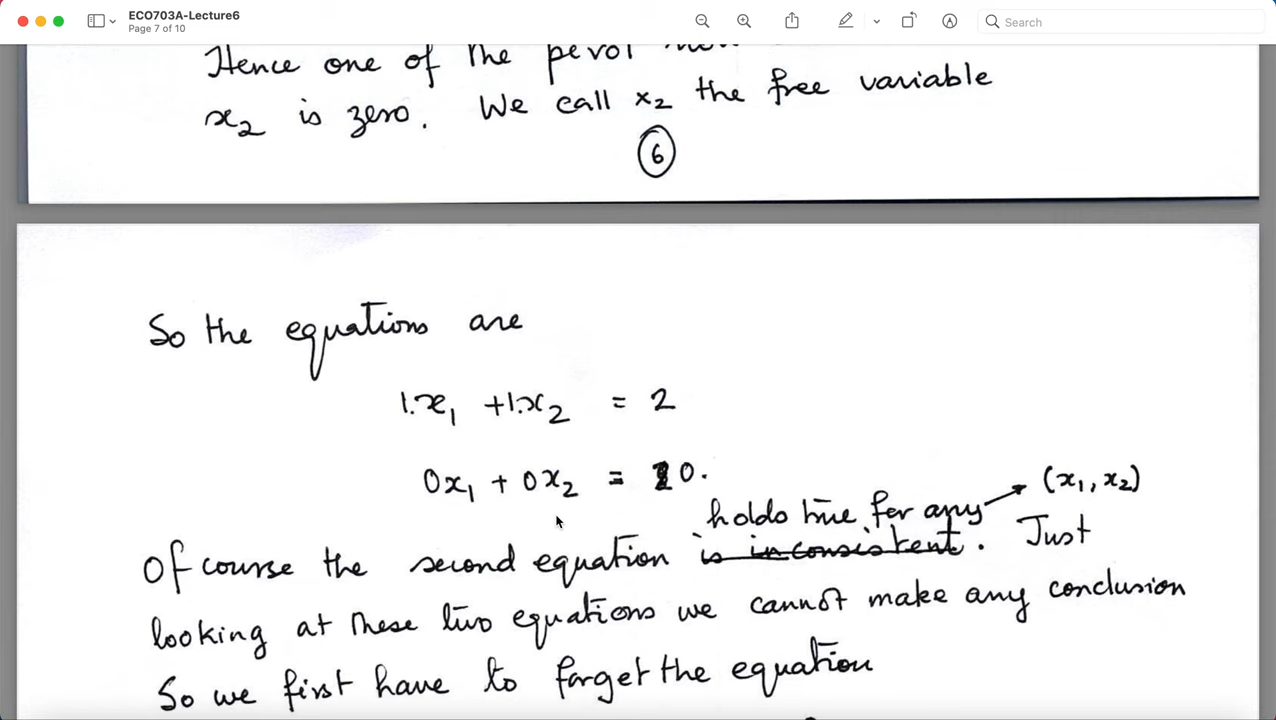 ECO703A-Lecture6
Page 7 of 10
Search
Hence one of the pivot
x₂ is zero. We call x₂ the free variable
6
So the equations are
1.x₁ + 1.x₂ = 2
0x₁ + 0x₂ = 0.
holds true for any → (x₁, x₂)
Of course the second equation is inconsistent. Just
looking at these two equations we cannot make any conclusion
So we first have to forget the equation